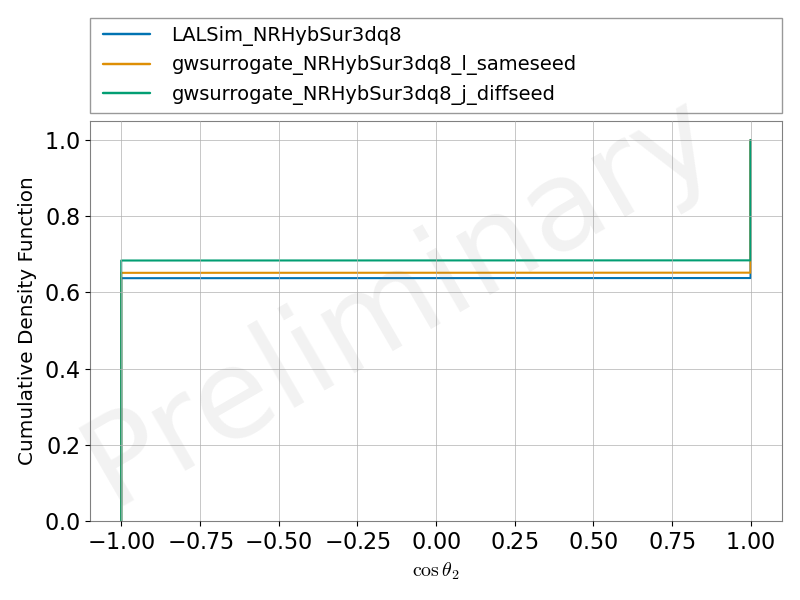 LALSim_NRHybSur3dq8
gwsurrogate_NRHybSur3dq8_l_sameseed
gwsurrogate_NRHybSur3dq8_j_diffseed
Cumulative Density Function
1.0
0.8
0.6
0.4
0.2
0.0
Preliminary
−1.00 −0.75 −0.50 −0.25 0.00 0.25 0.50 0.75 1.00
cos θ₂